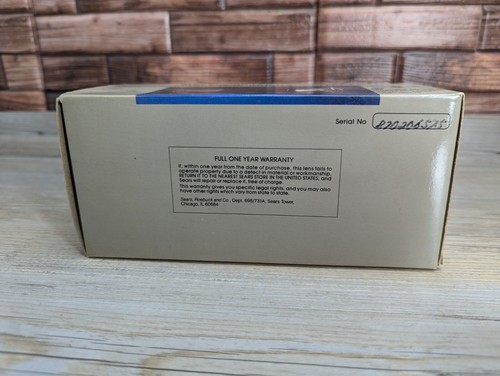 Serial No
FULL ONE YEAR WARRANTY
If, within one year from the date of purchase, this lens fails to
operate properly due to a defect in material or workmanship,
RETURN IT TO THE NEAREST SEARS STORE IN THE UNITED STATES, and
Sears will repair or replace it, free of charge.
This warranty gives you specific legal rights, and you may also
have other rights which vary from state to state.
Sears, Roebuck and Co. Dept. 698/731A, Sears Tower,
Chicago, IL 60684